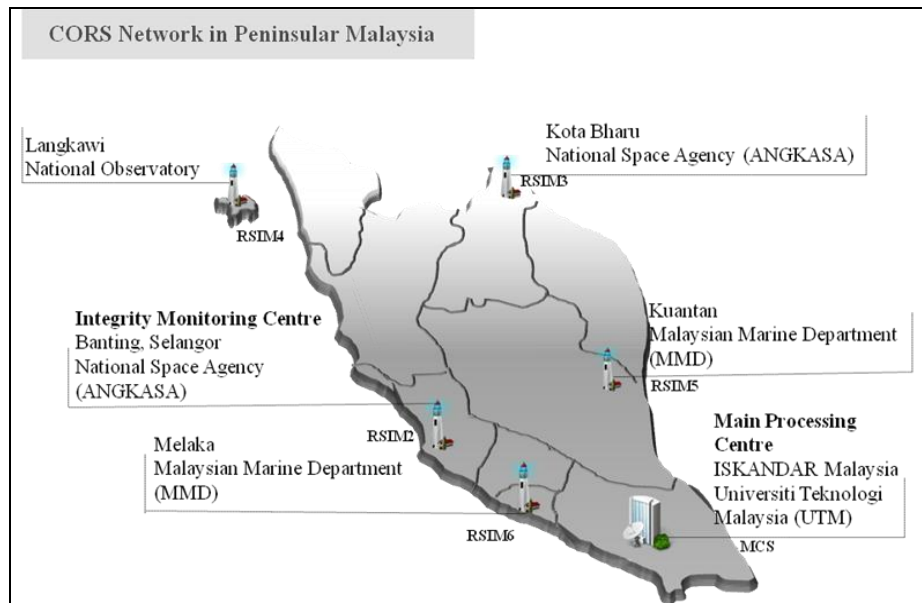 CORS Network in Peninsular Malaysia
Langkawi
National Observatory
RSIM4
Kota Bharu
National Space Agency (ANGKASA)
RSIM3
Integrity Monitoring Centre
Banting, Selangor
National Space Agency
(ANGKASA)
RSIM2
Kuantan
Malaysian Marine Department
(MMD)
RSIM5
Melaka
Malaysian Marine Department
(MMD)
RSIM6
Main Processing
Centre
ISKANDAR Malaysia
Universiti Teknologi
Malaysia (UTM)
MCS